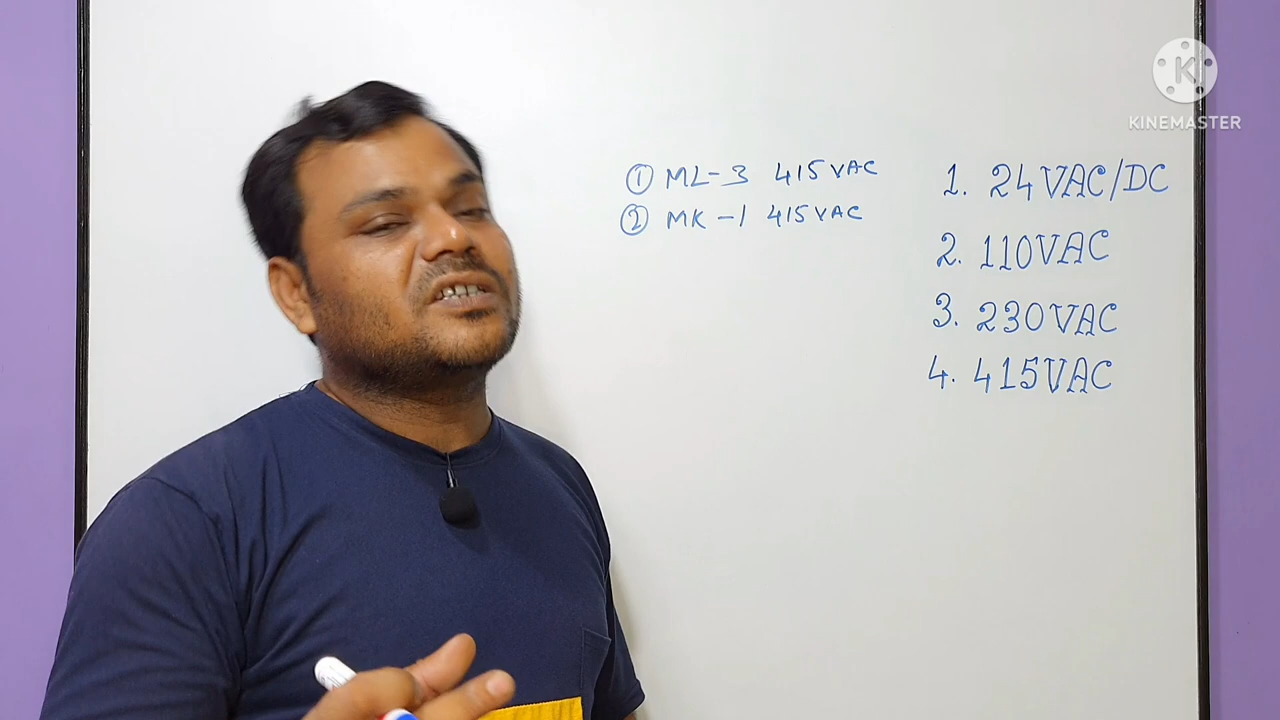 ① ML-3 415VAC
② MK-1 415VAC
1. 24VAC/DC
2. 110VAC
3. 230VAC
4. 415VAC
K
KINEMASTER